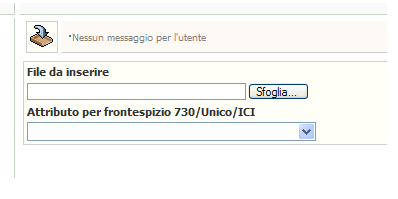 •Nessun messaggio per l'utente
File da inserire
Sfoglia...
Attributo per frontespizio 730/Unico/ICI